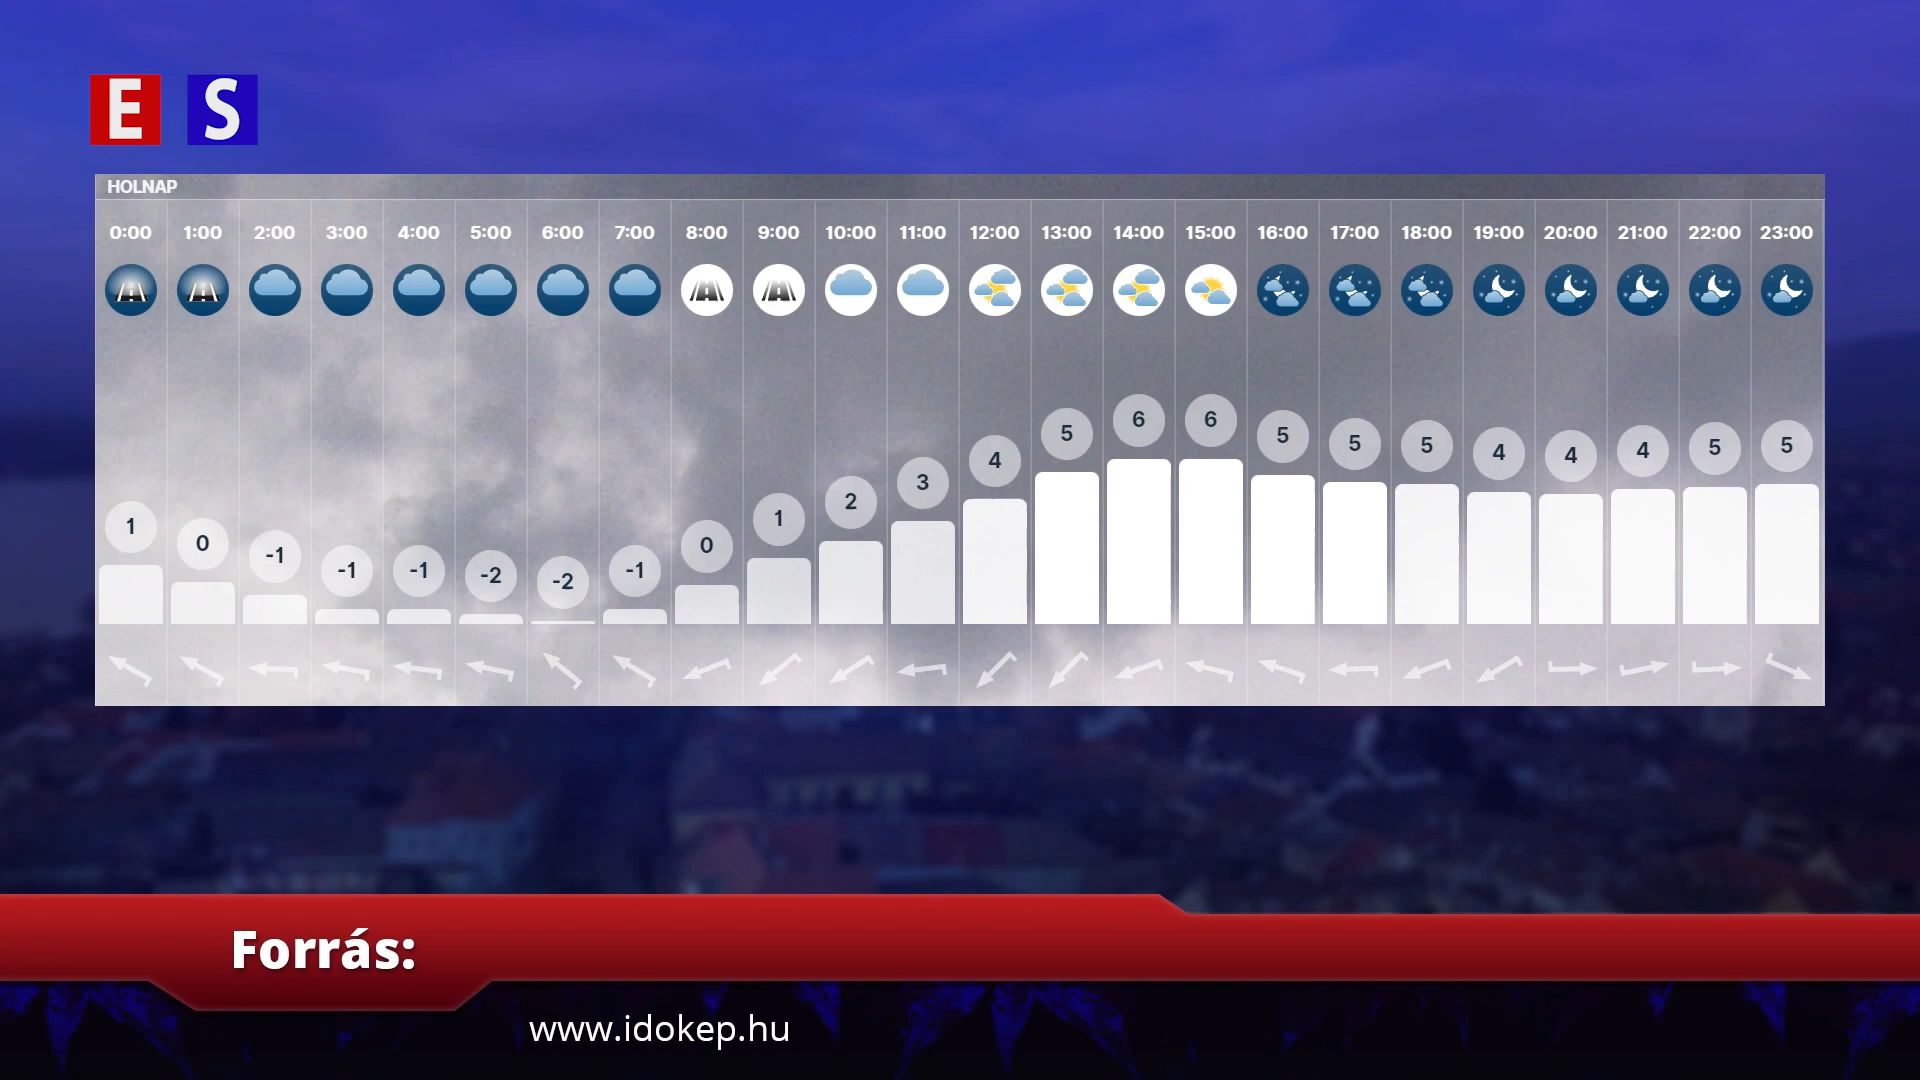 E S
HOLNAP
0:00 1:00 2:00 3:00 4:00 5:00 6:00 7:00 8:00 9:00 10:00 11:00 12:00 13:00 14:00 15:00 16:00 17:00 18:00 19:00 20:00 21:00 22:00 23:00
1 0 -1 -1 -1 -2 -2 -1 0 1 2 3 4 5 6 6 5 5 5 4 4 4 5 5
Forrás:
www.idokep.hu